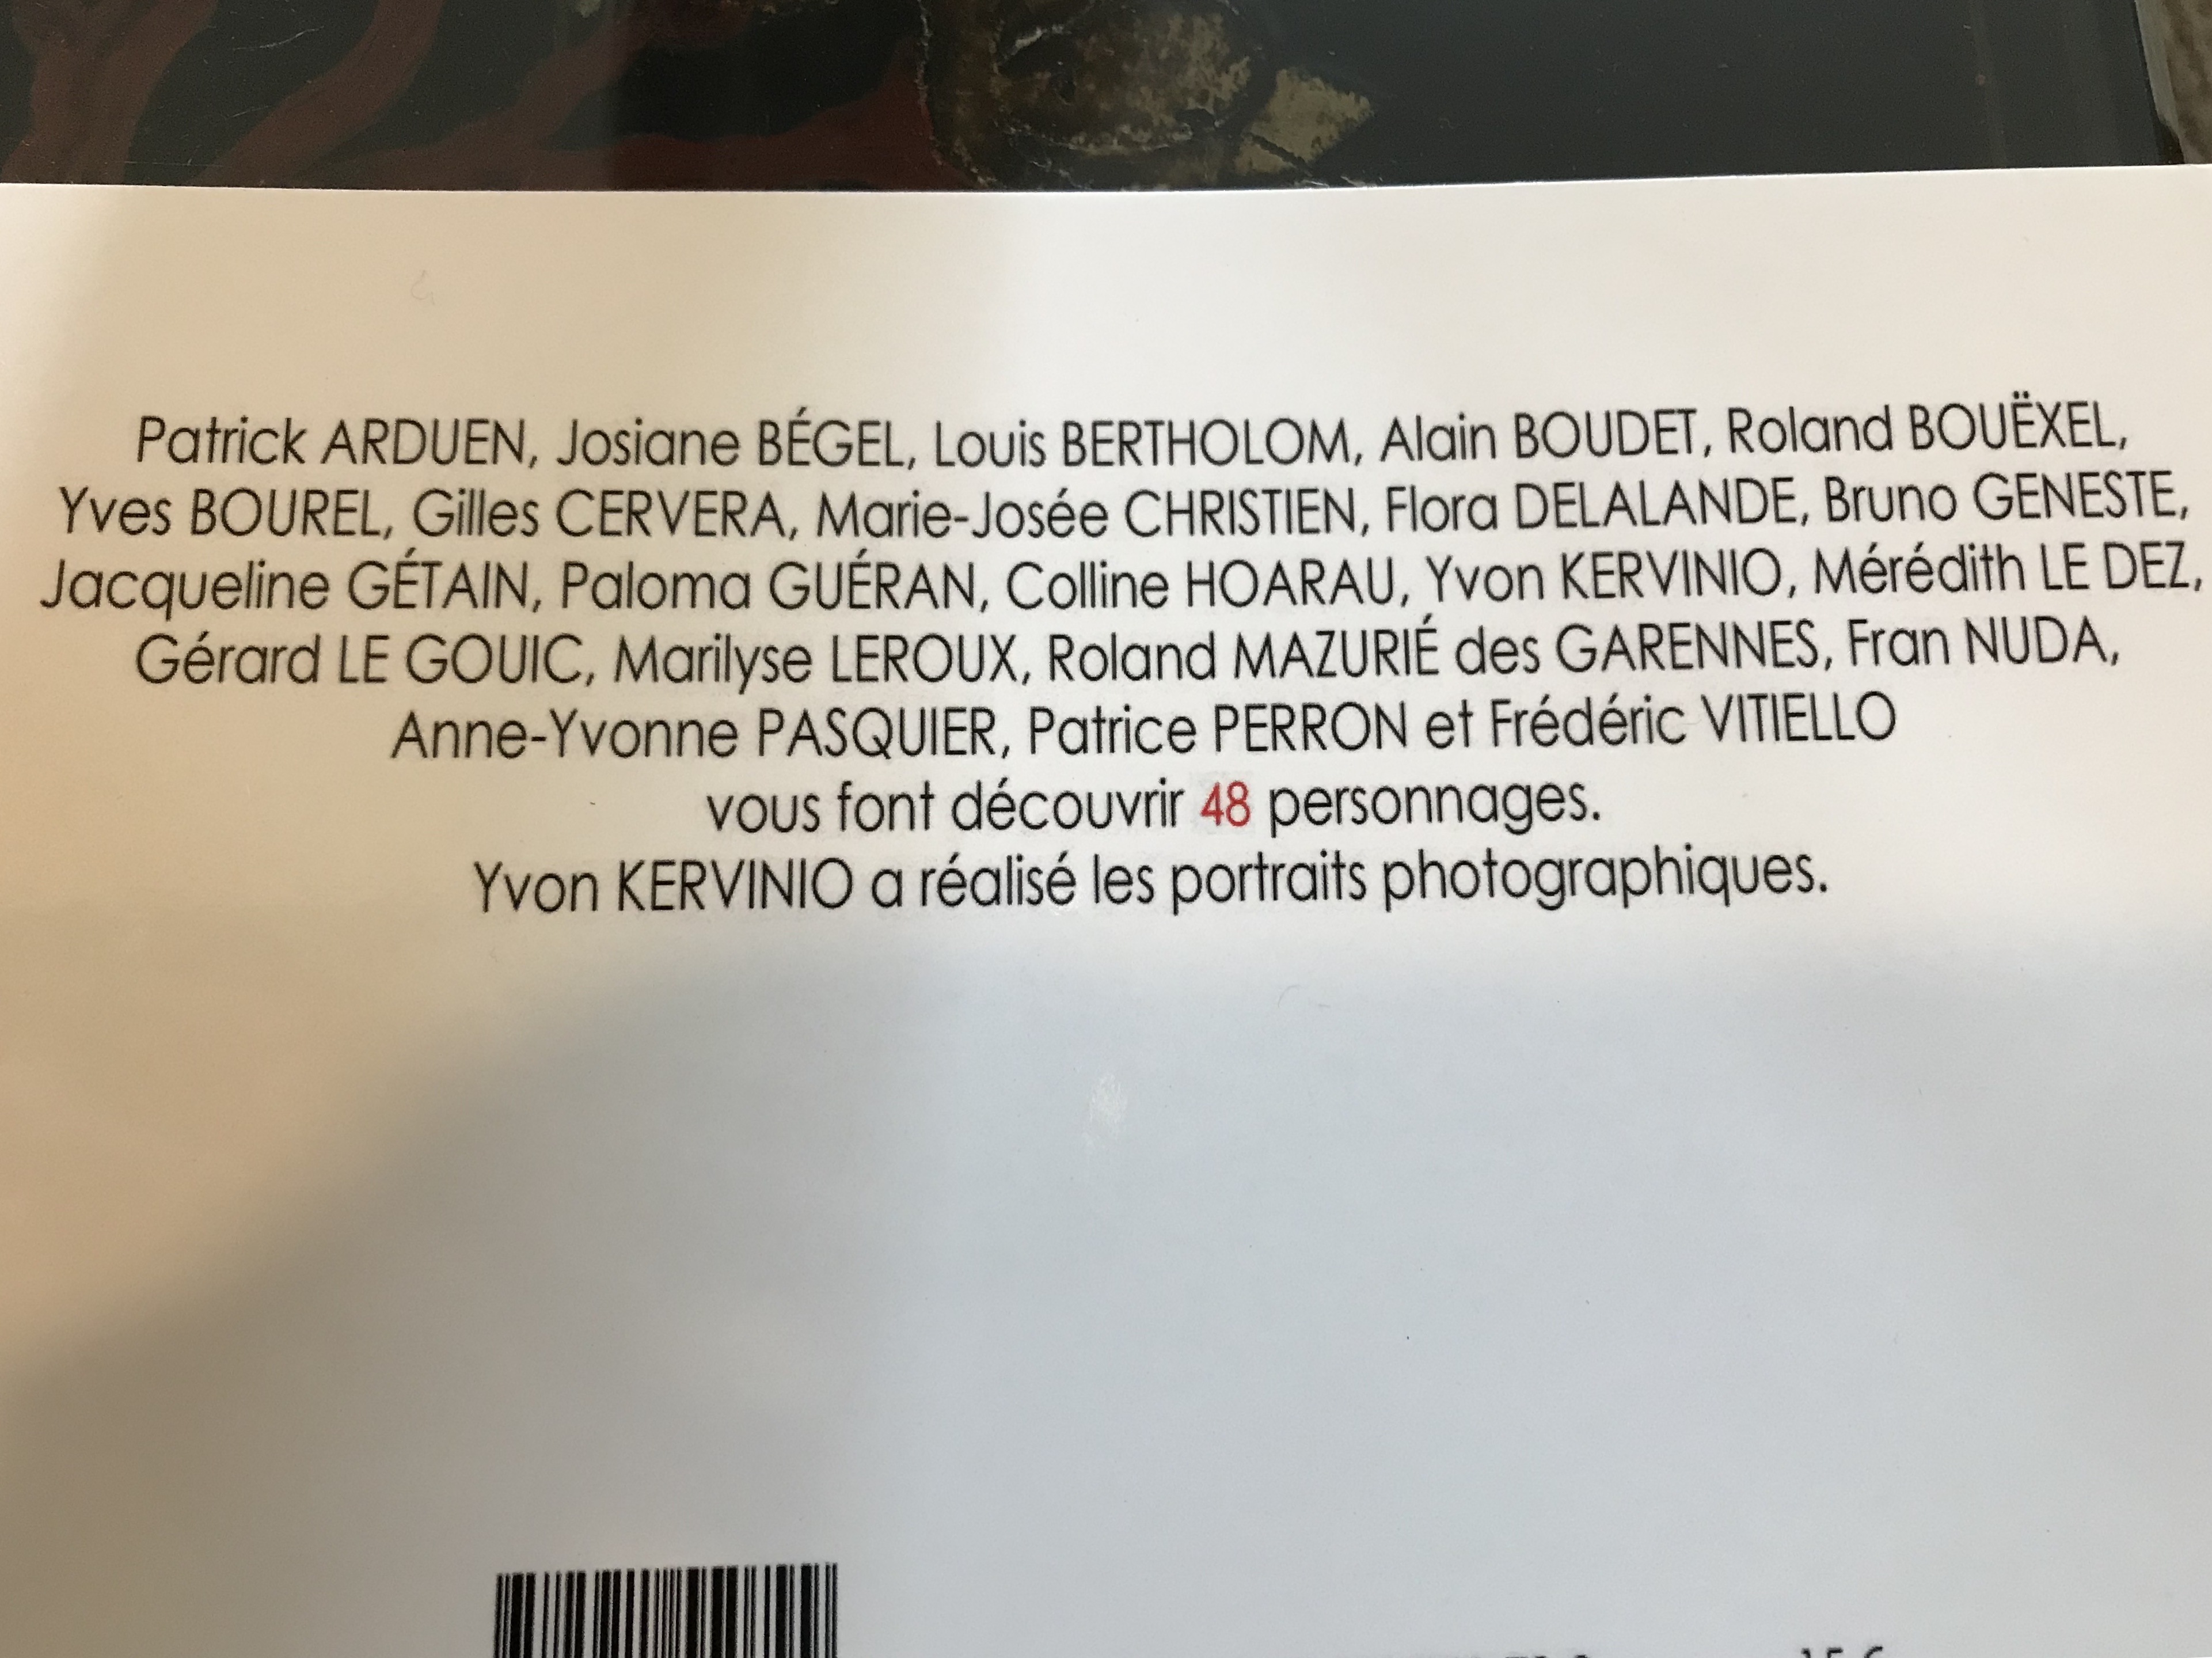 Patrick ARDUEN, Josiane BÉGEL, Louis BERTHOLOM, Alain BOUDET, Roland BOUËXEL,
Yves BOUREL, Gilles CERVERA, Marie-Josée CHRISTIEN, Flora DELALANDE, Bruno GENESTE,
Jacqueline GÉTAIN, Paloma GUÉRAN, Colline HOARAU, Yvon KERVINIO, Mérédith LE DEZ,
Gérard LE GOUIC, Marilyse LEROUX, Roland MAZURIÉ des GARENNES, Fran NUDA,
Anne-Yvonne PASQUIER, Patrice PERRON et Frédéric VITIELLO
vous font découvrir 48 personnages.
Yvon KERVINIO a réalisé les portraits photographiques.